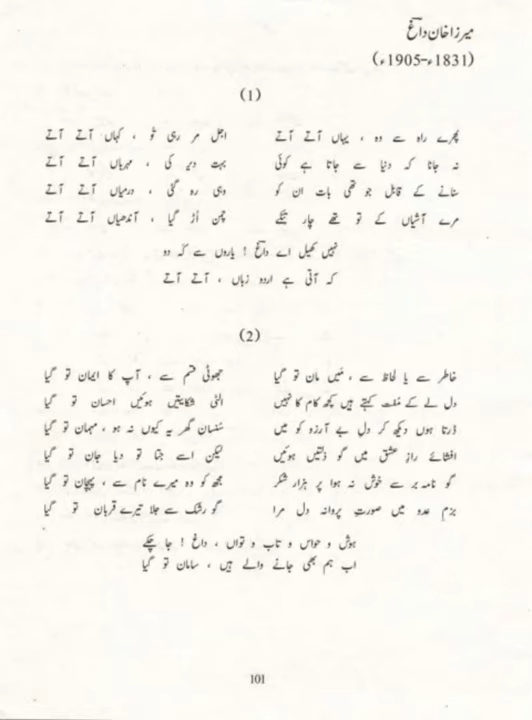 میرزا خان داغ
(1831ء-1905ء)
(1)
پھرے راہ سے وہ ، یہاں آتے آتے اجل مر رہی تُو ، کہاں آتے آتے
نہ جانا کہ دنیا سے جاتا ہے کوئی بہت دیر کی ، مہرباں آتے آتے
سنانے کے قابل جو تھی بات ان کو وہی رہ گئی ، درمیاں آتے آتے
مرے آشیاں کے تو تھے چار تنکے چمن اُڑ گیا ، آندھیاں آتے آتے
نہیں کھیل اے داغ ! یاروں سے کہہ دو
کہ آتی ہے اردو زباں ، آتے آتے
(2)
خاطر سے یا لحاظ سے ، مَیں مان تو گیا جھوٹی قسم سے ، آپ کا ایمان تو گیا
دل لے کے مُفت کہتے ہیں کچھ کام کا نہیں الٹی شکایتیں ہوئیں احسان تو گیا
ڈرتا ہوں دیکھ کر دلِ بے آرزو کو میں سُنسان گھر یہ کیوں نہ ہو ، مہمان تو گیا
افشائے رازِ عشق میں گو ذلتیں ہوئیں لیکن اسے جتا تو دیا جان تو گیا
گو نامہ بر سے خوش نہ ہوا پر ہزار شکر مجھ کو وہ میرے نام سے ، پہچان تو گیا
بزمِ عدو میں صورتِ پروانہ دل مرا گو رشک سے جلا تیرے قربان تو گیا
ہوش و حواس و تاب و تواں ، داغ ! جا چکے
اب ہم بھی جانے والے ہیں ، سامان تو گیا
101